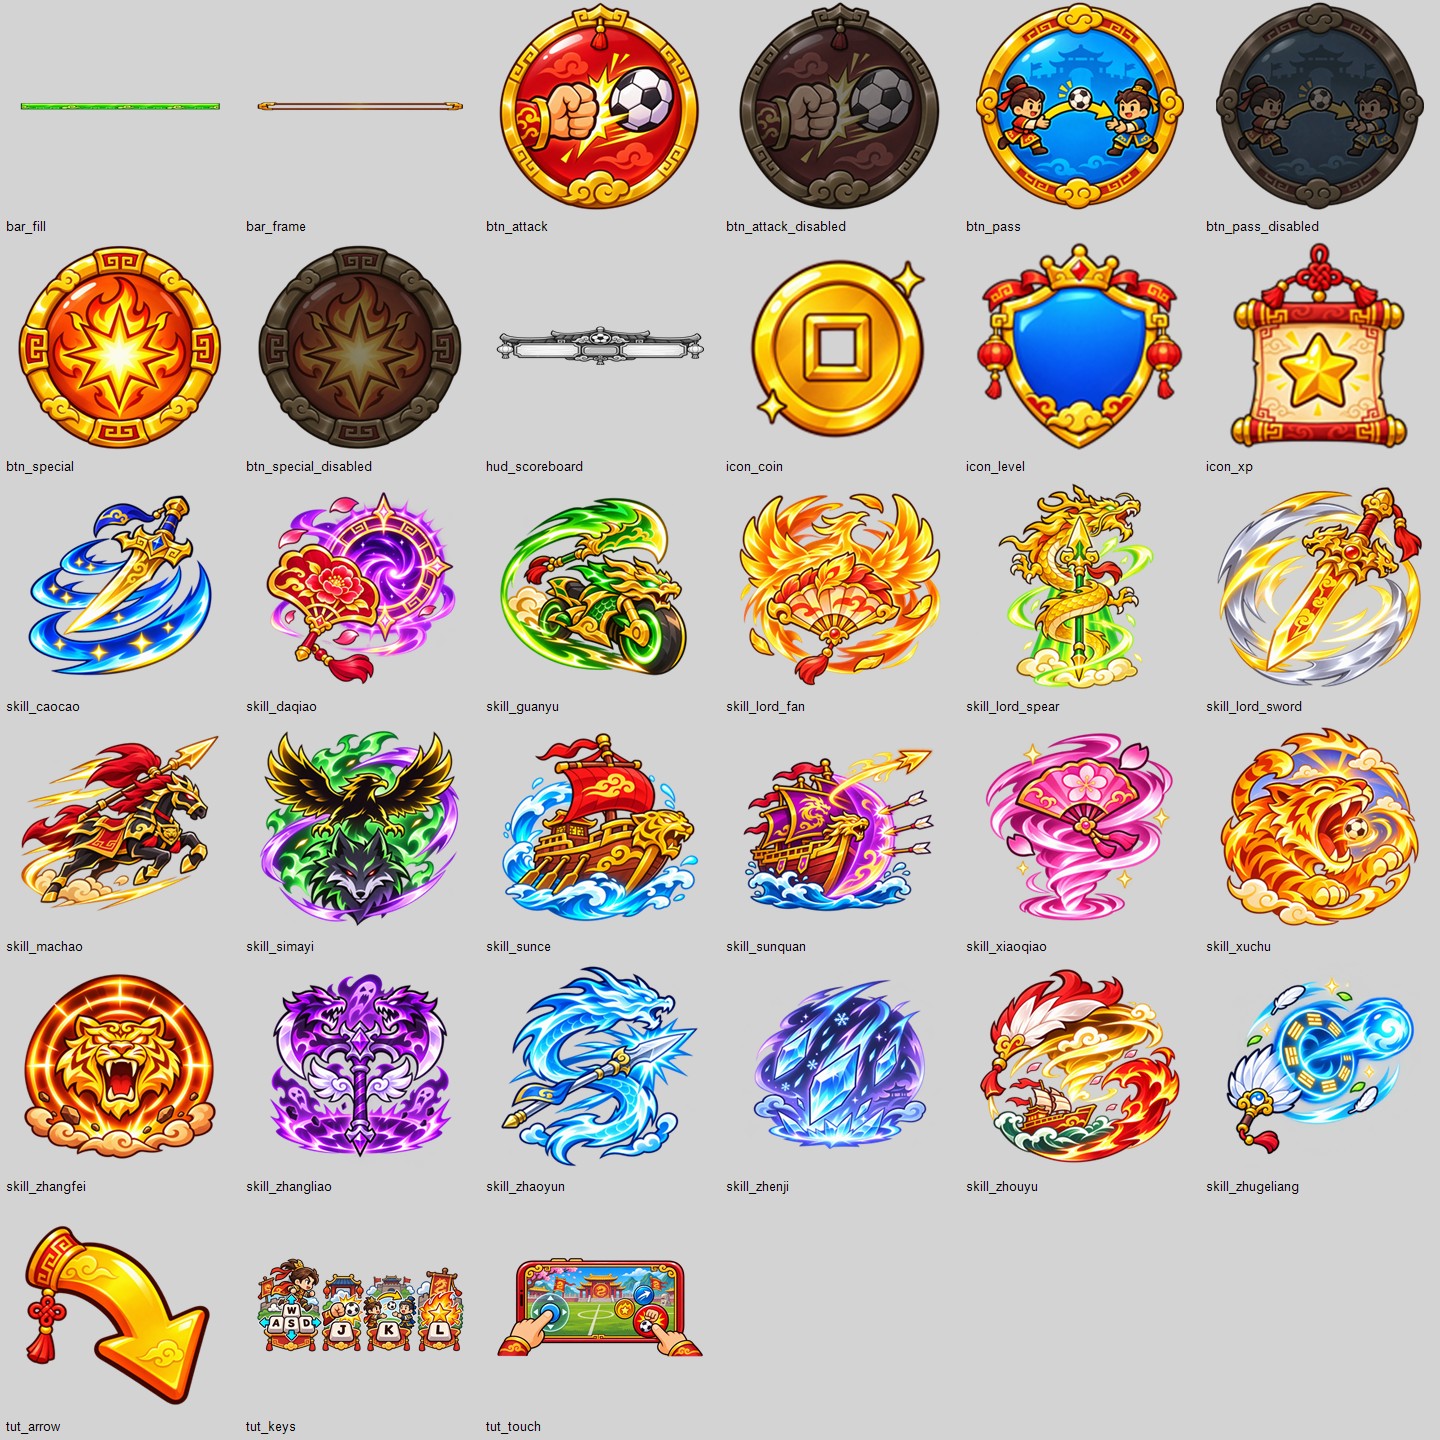 bar_fill
bar_frame
btn_attack
btn_attack_disabled
btn_pass
btn_pass_disabled
btn_special
btn_special_disabled
hud_scoreboard
icon_coin
icon_level
icon_xp
skill_caocao
skill_daqiao
skill_guanyu
skill_lord_fan
skill_lord_spear
skill_lord_sword
skill_machao
skill_simayi
skill_sunce
skill_sunquan
skill_xiaoqiao
skill_xuchu
skill_zhangfei
skill_zhangliao
skill_zhaoyun
skill_zhenji
skill_zhouyu
skill_zhugeliang
W
A S D
J
K
L
tut_arrow
tut_keys
tut_touch